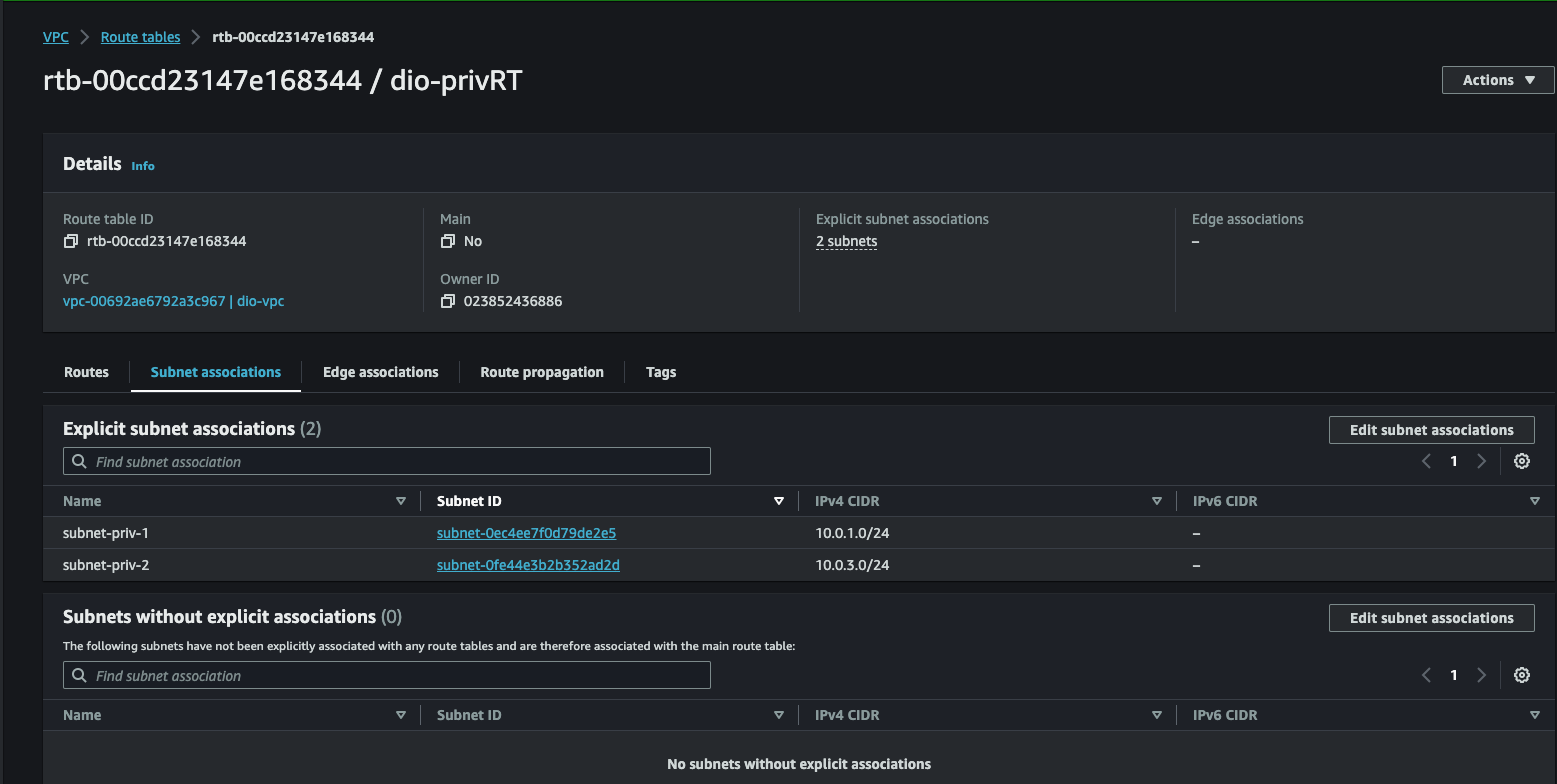 VPC > Route tables > rtb-00ccd23147e168344
rtb-00ccd23147e168344 / dio-privRT
Actions
Details Info
Route table ID Main Explicit subnet associations Edge associations
rtb-00ccd23147e168344 No 2 subnets –
VPC Owner ID
vpc-00692ae6792a3c967 | dio-vpc 023852436886
Routes Subnet associations Edge associations Route propagation Tags
Explicit subnet associations (2) Edit subnet associations
Find subnet association 1
Name Subnet ID IPv4 CIDR IPv6 CIDR
subnet-priv-1 subnet-0ec4ee7f0d79de2e5 10.0.1.0/24 –
subnet-priv-2 subnet-0fe44e3b2b352ad2d 10.0.3.0/24 –
Subnets without explicit associations (0) Edit subnet associations
The following subnets have not been explicitly associated with any route tables and are therefore associated with the main route table:
Find subnet association 1
Name Subnet ID IPv4 CIDR IPv6 CIDR
No subnets without explicit associations